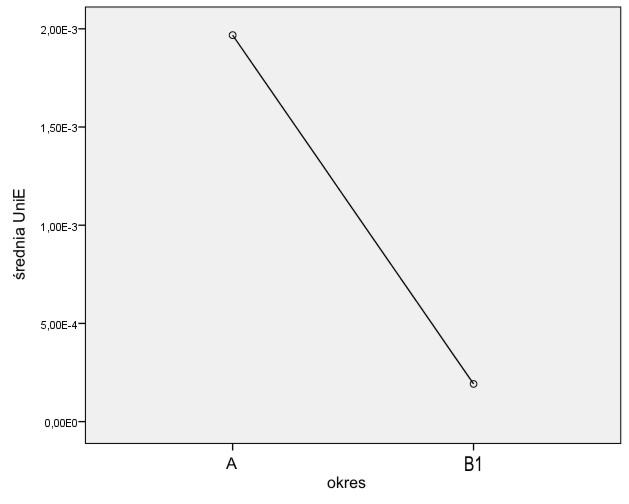 2,00E-3
1,50E-3
1,00E-3
5,00E-4
0,00E0
średnia UniE
A
B1
okres